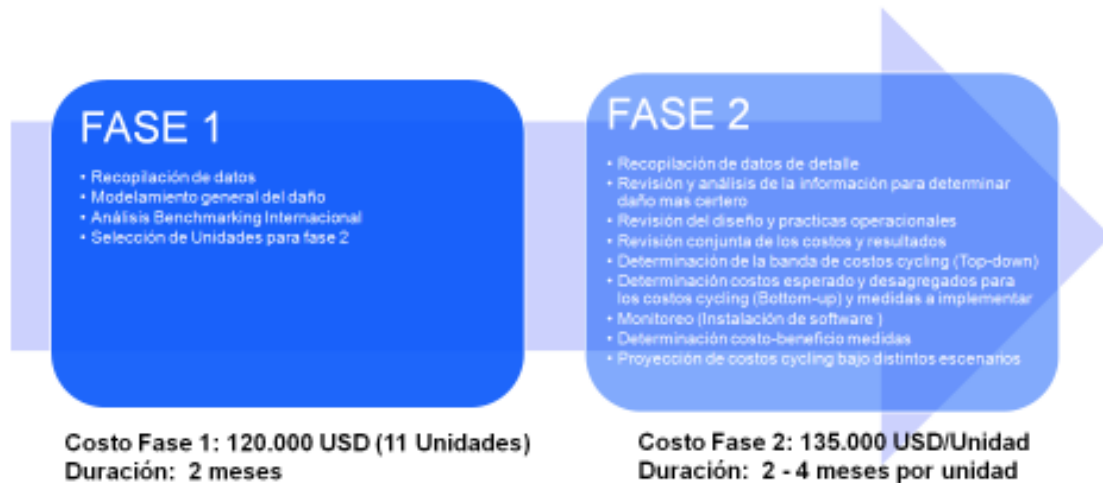 FASE 1
• Recopilación de datos
• Modelamiento general del daño
• Análisis Benchmarking Internacional
• Selección de Unidades para fase 2
Costo Fase 1: 120.000 USD (11 Unidades)
Duración: 2 meses
FASE 2
• Recopilación de datos de detalle
• Revisión y análisis de la información para determinar
daño mas certero
• Revisión del diseño y practicas operacionales
• Revisión conjunta de los costos y resultados
• Determinación de la banda de costos cycling (Top-down)
• Determinación costos esperado y desagregados para
los costos cycling (Bottom-up) y medidas a implementar
• Monitoreo (Instalación de software )
• Determinación costo-beneficio medidas
• Proyección de costos cycling bajo distintos escenarios
Costo Fase 2: 135.000 USD/Unidad
Duración: 2 - 4 meses por unidad